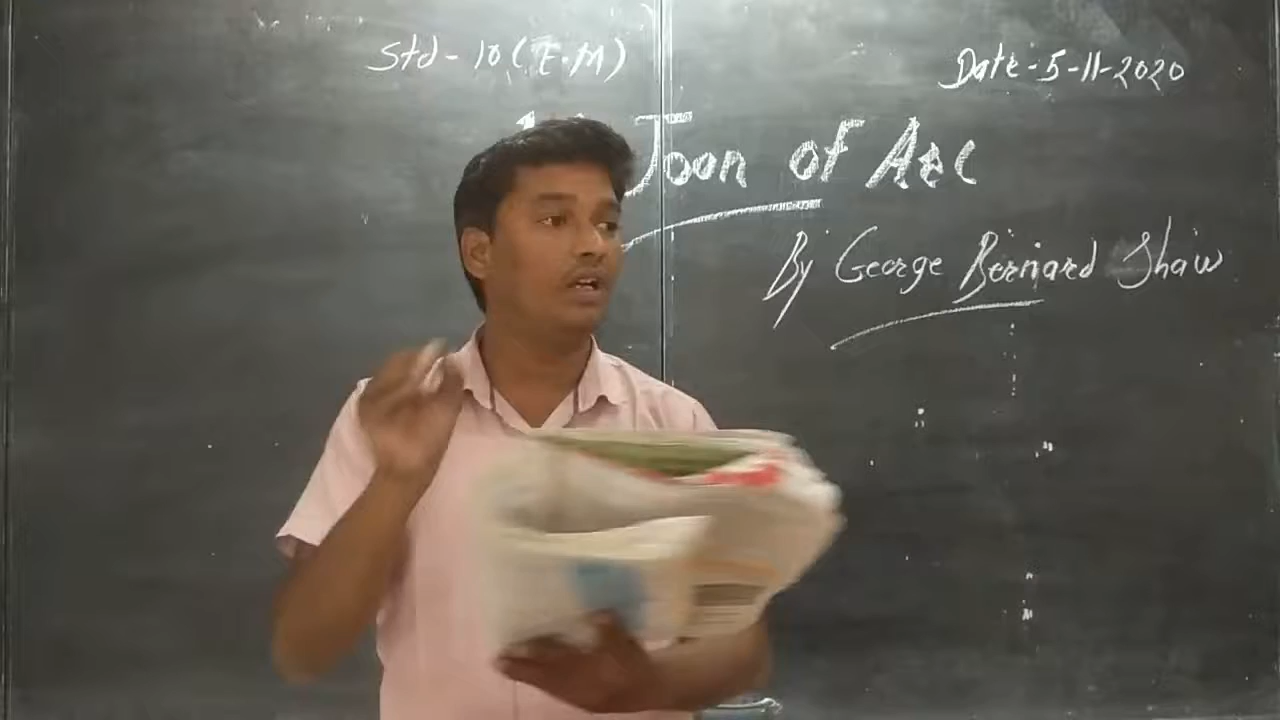 Std - 10 (E.M)
Date - 5-11-2020
Joan of Arc
By George Bernard Shaw